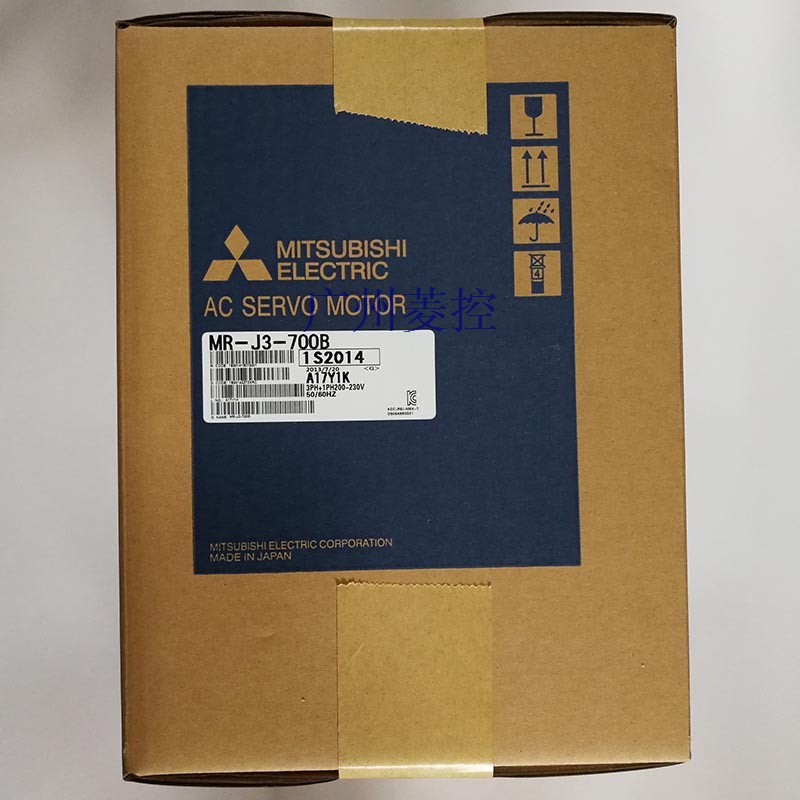 MITSUBISHI
ELECTRIC
AC SERVO MOTOR
广州菱控
MR-J3-700B
1S2014
2013/7/20 <G>
A17Y1K
3PH+1PH200-230V
50/60HZ
4
MITSUBISHI ELECTRIC CORPORATION
MADE IN JAPAN